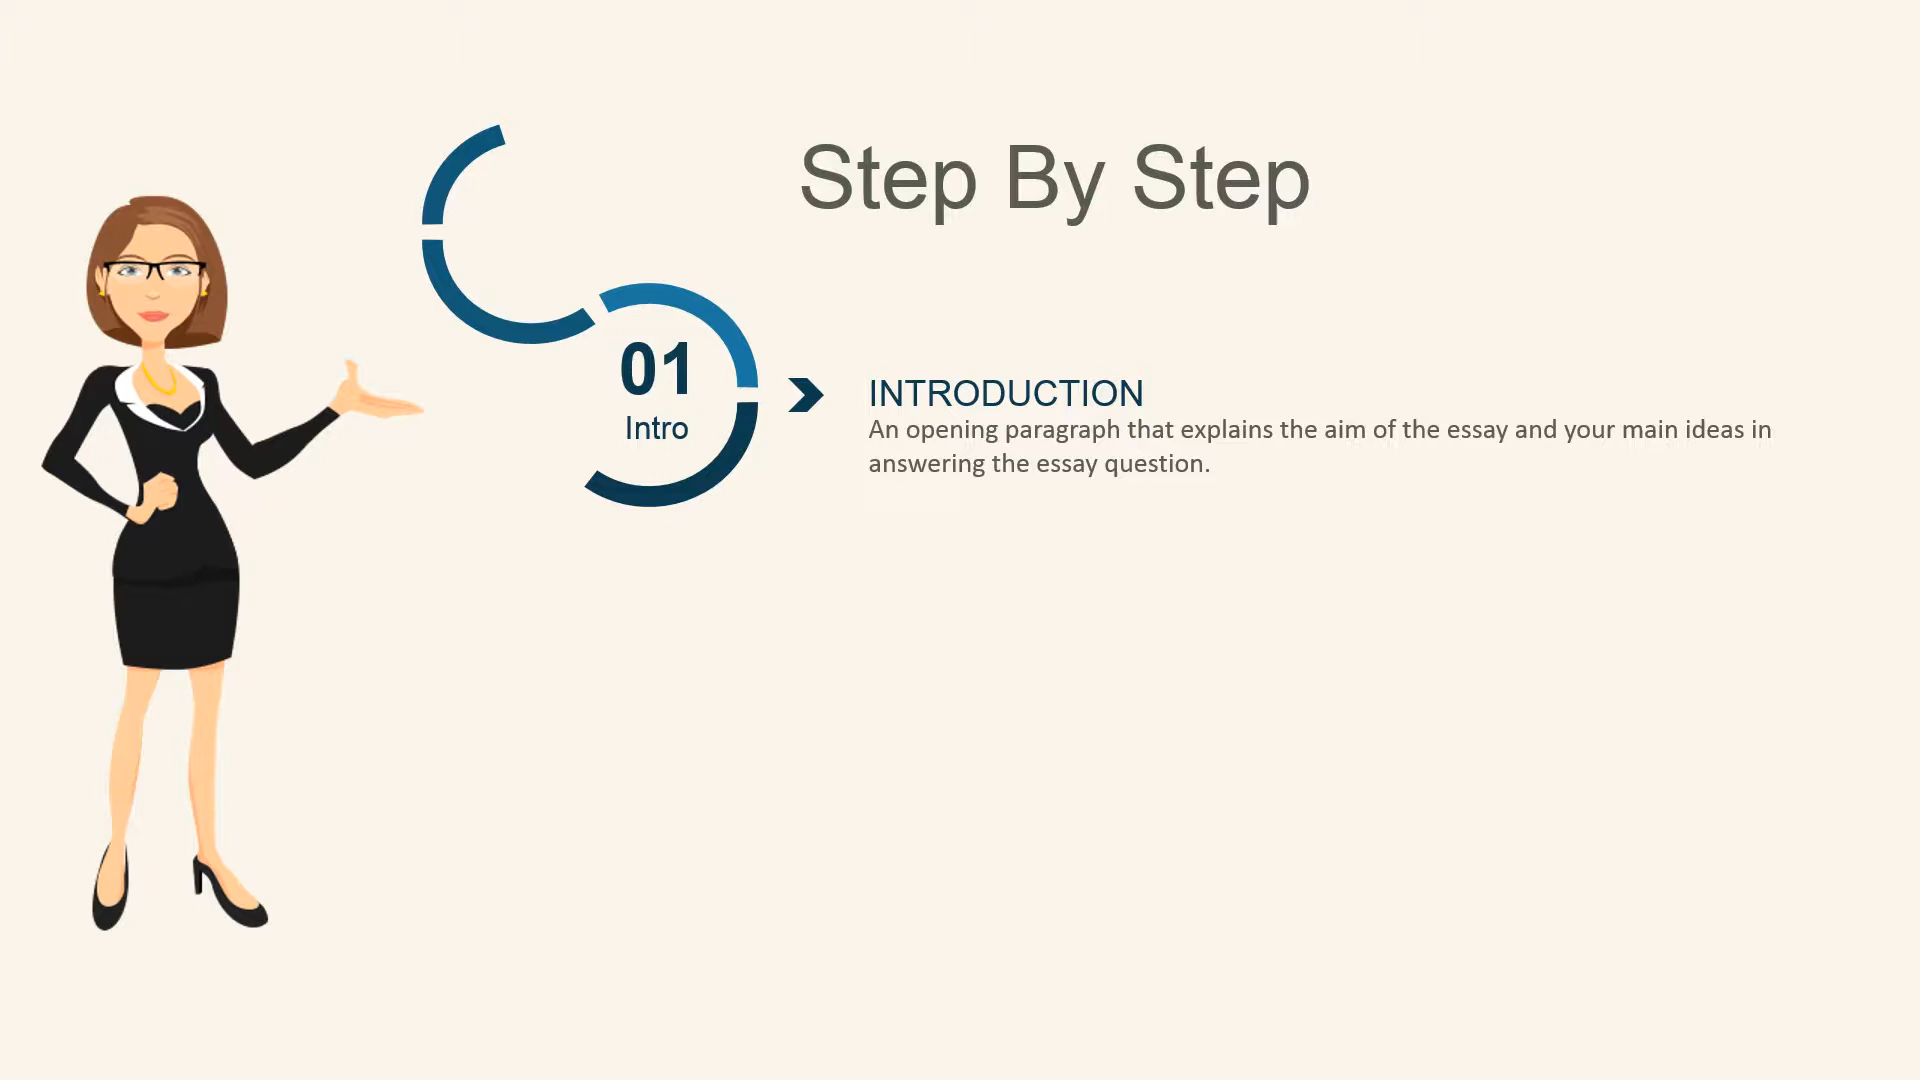 Step By Step
01
Intro
INTRODUCTION
An opening paragraph that explains the aim of the essay and your main ideas in
answering the essay question.